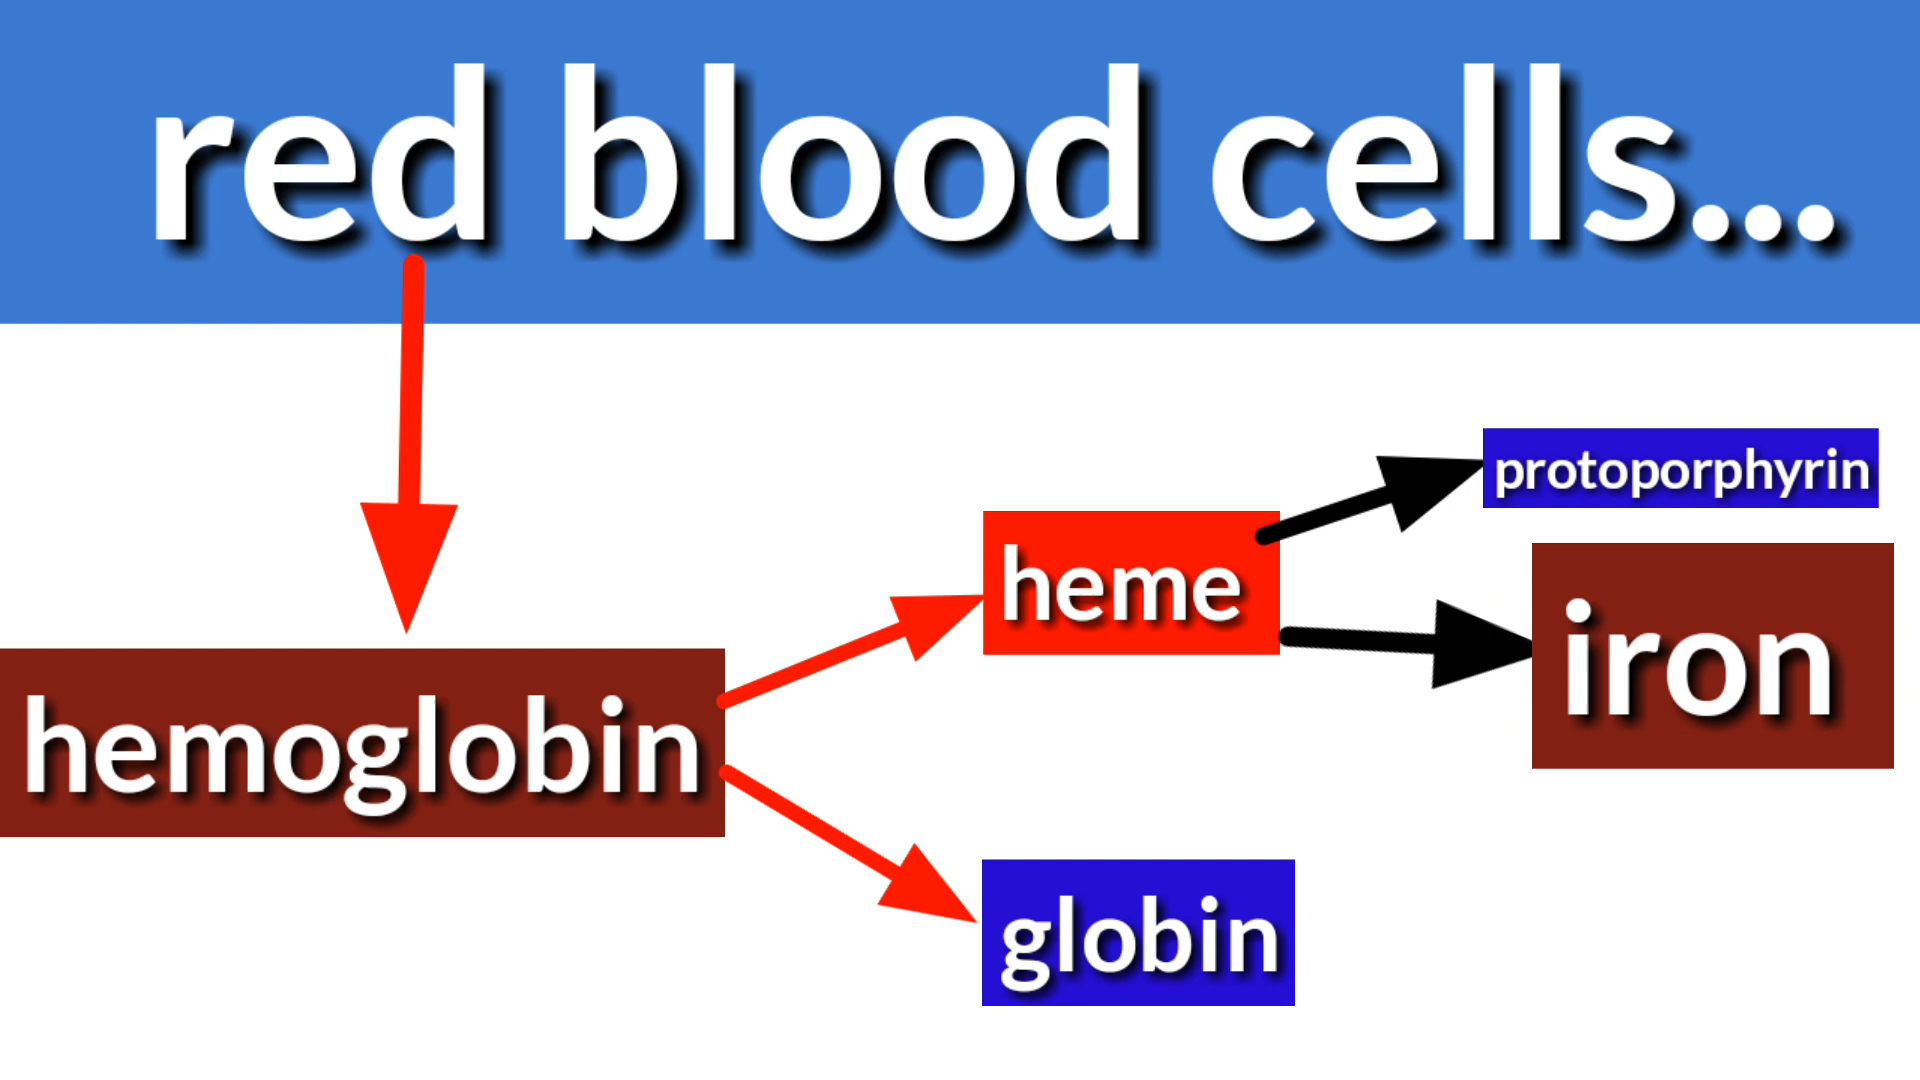 red blood cells...
protoporphyrin
heme
iron
hemoglobin
globin